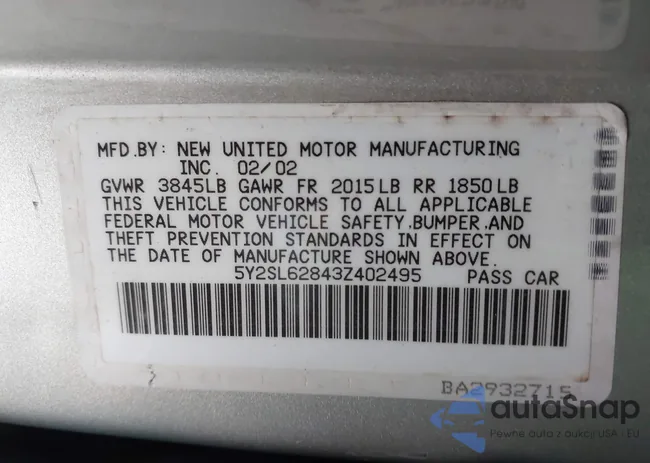 MFD.BY: NEW UNITED MOTOR MANUFACTURING
INC. 02/02
GVWR 3845LB GAWR FR 2015LB RR 1850LB
THIS VEHICLE CONFORMS TO ALL APPLICABLE
FEDERAL MOTOR VEHICLE SAFETY,BUMPER,AND
THEFT PREVENTION STANDARDS IN EFFECT ON
THE DATE OF MANUFACTURE SHOWN ABOVE.
5Y2SL62843Z402495 PASS CAR
BA2932715
autaSnap
Pewne auta z aukcji USA - EU